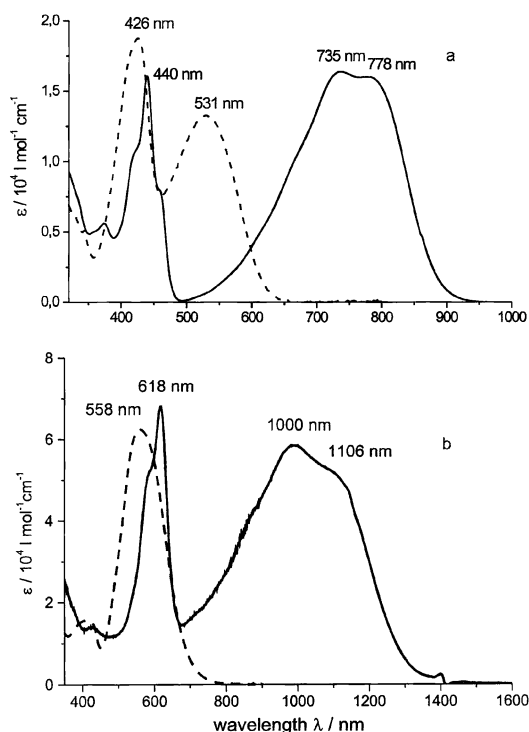 426 nm
440 nm
531 nm
735 nm
778 nm
a
2,0
1,5
1,0
0,5
0,0
ε / 10⁴ l mol⁻¹ cm⁻¹
400 500 600 700 800 900 1000
618 nm
558 nm
1000 nm
1106 nm
b
8
6
4
2
0
ε / 10⁴ l mol⁻¹cm⁻¹
400 600 800 1000 1200 1400 1600
wavelength λ / nm